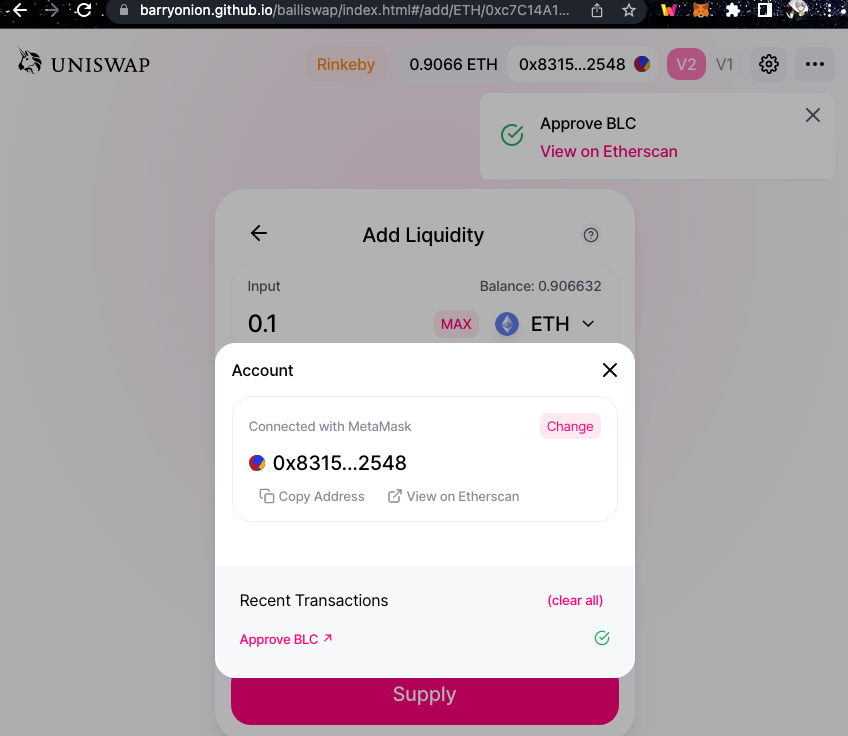 barryonion.github.io/bailiswap/index.html#/add/ETH/0xc7C14A1...
UNISWAP
Rinkeby
0.9066 ETH
0x8315...2548
V2
V1
Approve BLC
View on Etherscan
Add Liquidity
Input
Balance: 0.906632
0.1
MAX
ETH
Account
Connected with MetaMask
Change
0x8315...2548
Copy Address
View on Etherscan
Recent Transactions
(clear all)
Approve BLC ↗
Supply